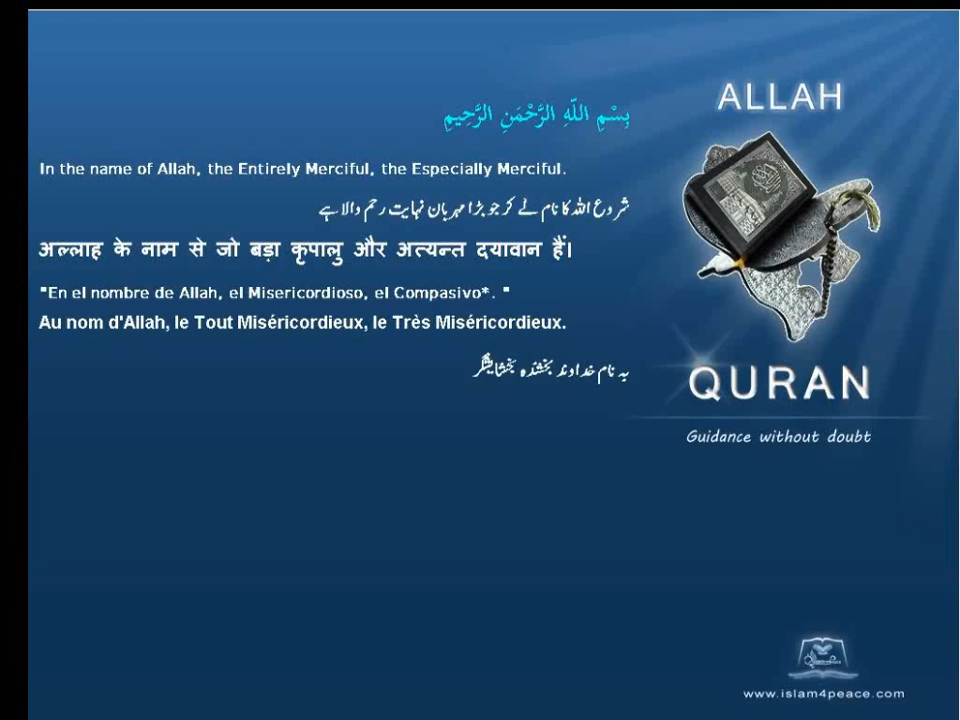 بِسْمِ اللَّهِ الرَّحْمَنِ الرَّحِيمِ
In the name of Allah, the Entirely Merciful, the Especially Merciful.
شروع اللہ کا نام لے کر جو بڑا مہربان نہایت رحم والا ہے
अल्लाह के नाम से जो बड़ा कृपालु और अत्यन्त दयावान हैं।
"En el nombre de Allah, el Misericordioso, el Compasivo*. "
Au nom d'Allah, le Tout Miséricordieux, le Très Miséricordieux.
به نام خداوند بخشنده بخشایشگر
ALLAH
QURAN
Guidance without doubt
www.islam4peace.com